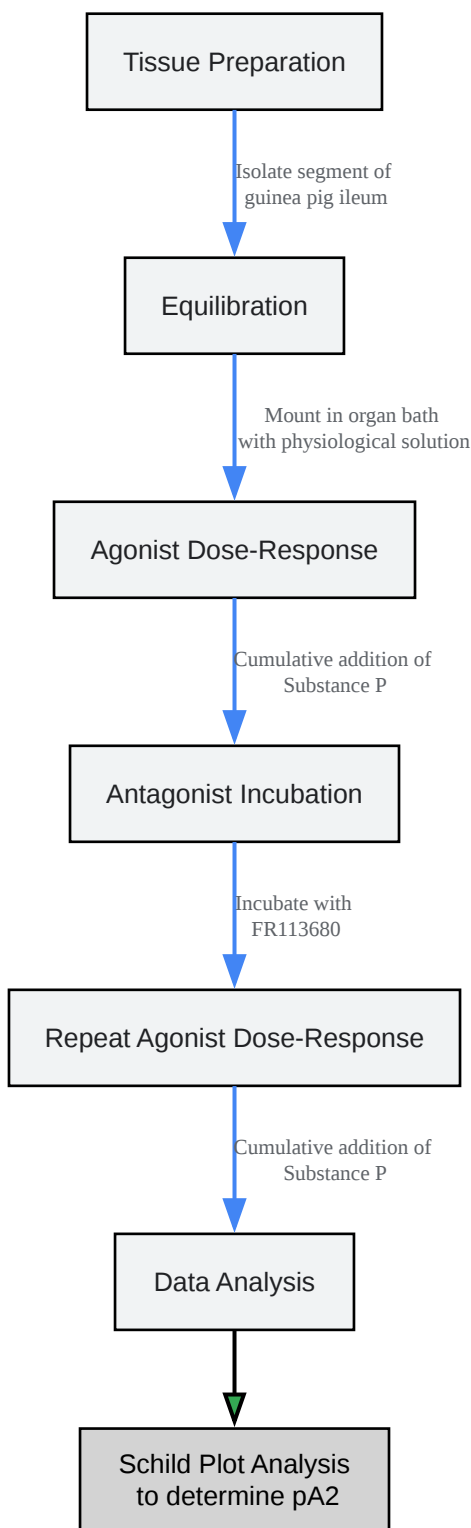 Tissue Preparation
Isolate segment of
guinea pig ileum
Equilibration
Mount in organ bath
with physiological solution
Agonist Dose-Response
Cumulative addition of
Substance P
Antagonist Incubation
Incubate with
FR113680
Repeat Agonist Dose-Response
Cumulative addition of
Substance P
Data Analysis
Schild Plot Analysis
to determine pA2